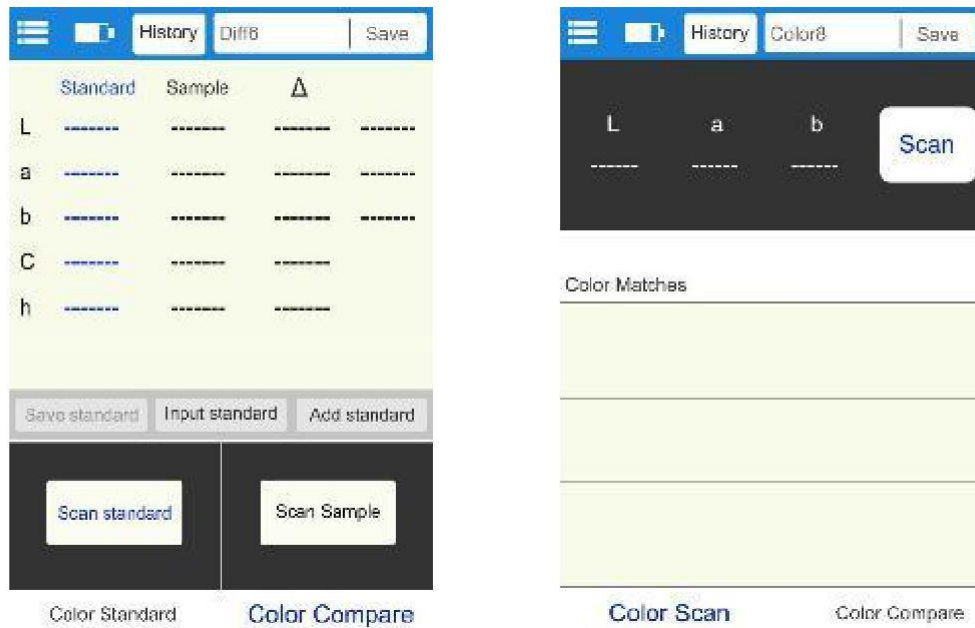 History Diff8 Save
Standard Sample Δ
L ------- ------- ------- -------
a ------- ------- ------- -------
b ------- ------- ------- -------
C ------- ------- -------
h ------- ------- -------
Save standard Input standard Add standard
Scan standard Scan Sample
Color Standard Color Compare
History Color8 Save
L a b
------ ------ ------
Scan
Color Matches
Color Scan Color Compare